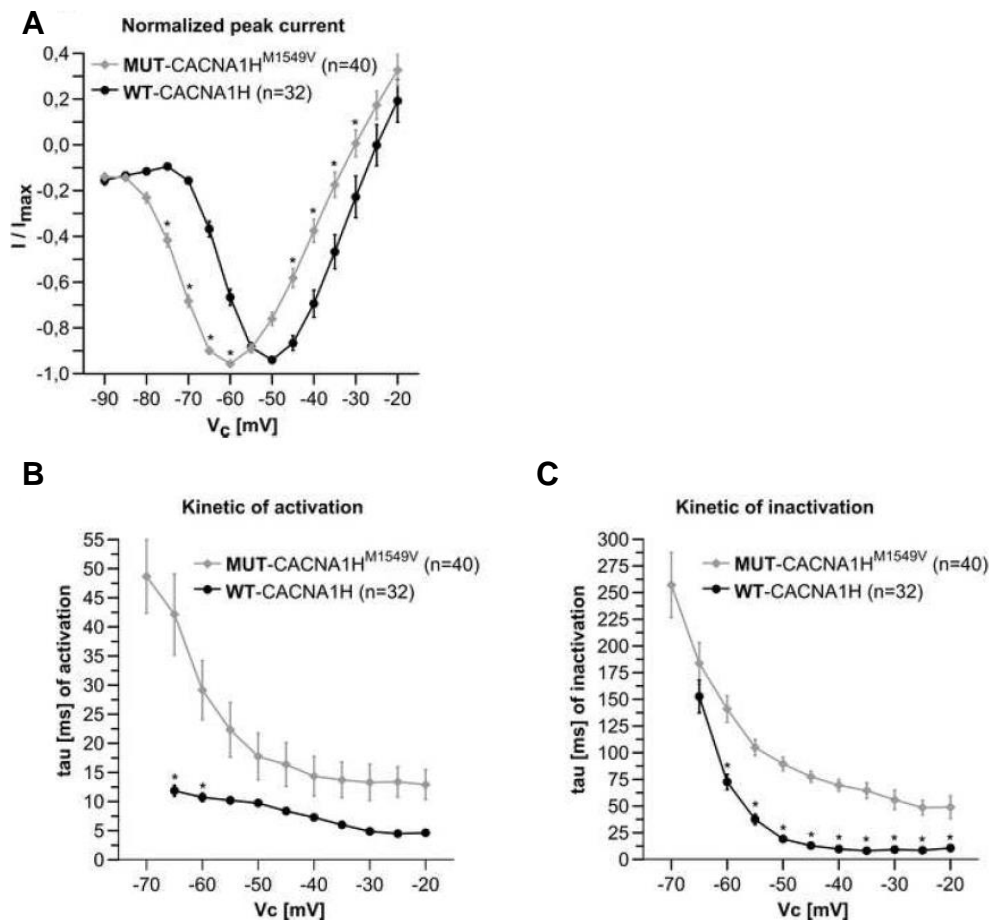 A
Normalized peak current
MUT-CACNA1H^M1549V (n=40)
WT-CACNA1H (n=32)
0,4
0,2
0,0
-0,2
-0,4
-0,6
-0,8
-1,0
I / Imax
-90 -80 -70 -60 -50 -40 -30 -20
Vc [mV]
* * * * * * * *
B
Kinetic of activation
MUT-CACNA1H^M1549V (n=40)
WT-CACNA1H (n=32)
55
50
45
40
35
30
25
20
15
10
5
0
tau [ms] of activation
* *
-70 -60 -50 -40 -30 -20
Vc [mV]
C
Kinetic of inactivation
MUT-CACNA1H^M1549V (n=40)
WT-CACNA1H (n=32)
300
275
250
225
200
175
150
125
100
75
50
25
0
tau [ms] of inactivation
* * * * * * * * *
-70 -60 -50 -40 -30 -20
Vc [mV]